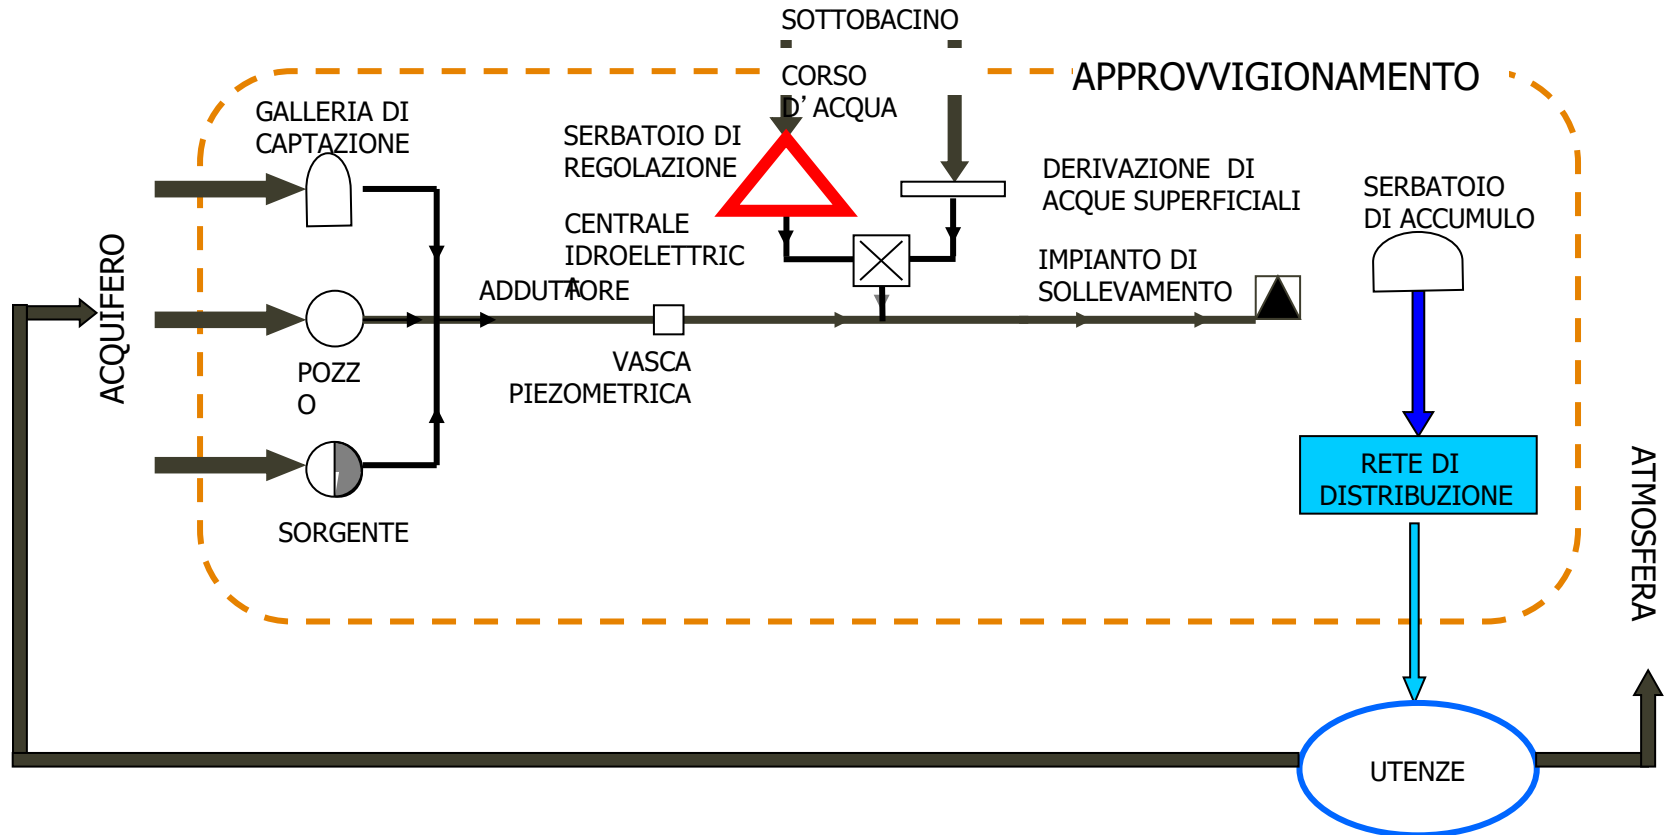 SOTTOBACINO
CORSO
D'ACQUA
APPROVVIGIONAMENTO
GALLERIA DI
CAPTAZIONE
SERBATOIO DI
REGOLAZIONE
DERIVAZIONE DI
ACQUE SUPERFICIALI
SERBATOIO
DI ACCUMULO
CENTRALE
IDROELETTRIC
A
ADDUTTORE
IMPIANTO DI
SOLLEVAMENTO
ACQUIFERO
VASCA
PIEZOMETRICA
POZZ
O
SORGENTE
RETE DI
DISTRIBUZIONE
ATMOSFERA
UTENZE